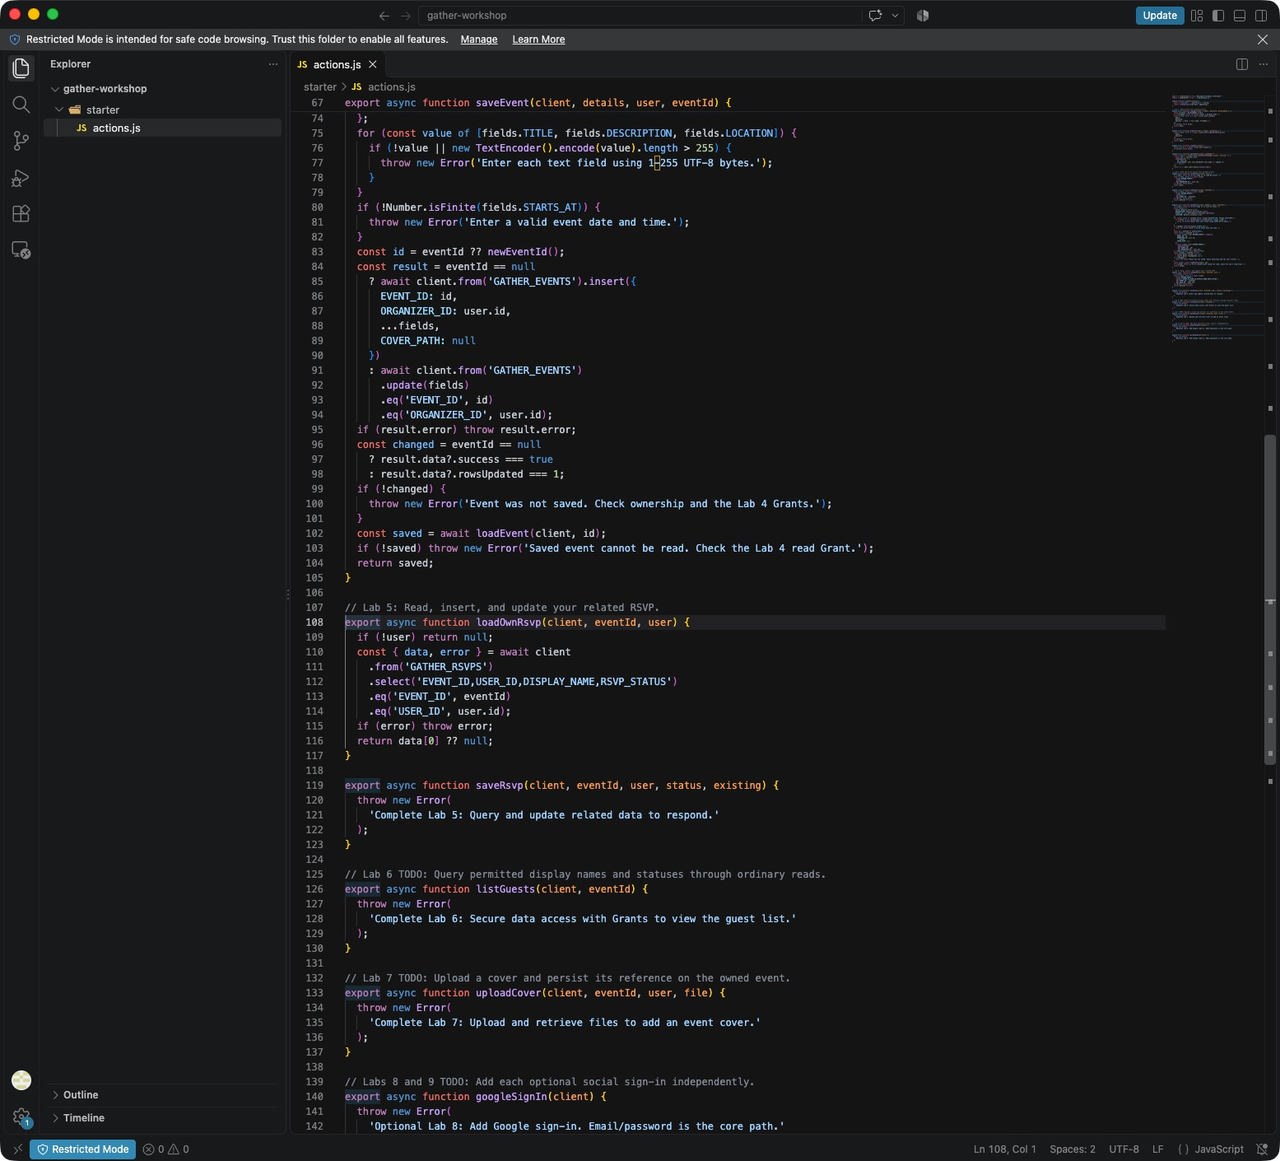 gather-workshop
Update
Restricted Mode is intended for safe code browsing. Trust this folder to enable all features. Manage Learn More
Explorer
gather-workshop
starter
JS actions.js
JS actions.js
starter > JS actions.js
67 export async function saveEvent(client, details, user, eventId) {
74 };
75 for (const value of [fields.TITLE, fields.DESCRIPTION, fields.LOCATION]) {
76 if (!value || new TextEncoder().encode(value).length > 255) {
77 throw new Error('Enter each text field using 1–255 UTF-8 bytes.');
78 }
79 }
80 if (!Number.isFinite(fields.STARTS_AT)) {
81 throw new Error('Enter a valid event date and time.');
82 }
83 const id = eventId ?? newEventId();
84 const result = eventId == null
85 ? await client.from('GATHER_EVENTS').insert({
86 EVENT_ID: id,
87 ORGANIZER_ID: user.id,
88 ...fields,
89 COVER_PATH: null
90 })
91 : await client.from('GATHER_EVENTS')
92 .update(fields)
93 .eq('EVENT_ID', id)
94 .eq('ORGANIZER_ID', user.id);
95 if (result.error) throw result.error;
96 const changed = eventId == null
97 ? result.data?.success === true
98 : result.data?.rowsUpdated === 1;
99 if (!changed) {
100 throw new Error('Event was not saved. Check ownership and the Lab 4 Grants.');
101 }
102 const saved = await loadEvent(client, id);
103 if (!saved) throw new Error('Saved event cannot be read. Check the Lab 4 read Grant.');
104 return saved;
105 }
106
107 // Lab 5: Read, insert, and update your related RSVP.
108 export async function loadOwnRsvp(client, eventId, user) {
109 if (!user) return null;
110 const { data, error } = await client
111 .from('GATHER_RSVPS')
112 .select('EVENT_ID,USER_ID,DISPLAY_NAME,RSVP_STATUS')
113 .eq('EVENT_ID', eventId)
114 .eq('USER_ID', user.id);
115 if (error) throw error;
116 return data[0] ?? null;
117 }
118
119 export async function saveRsvp(client, eventId, user, status, existing) {
120 throw new Error(
121 'Complete Lab 5: Query and update related data to respond.'
122 );
123 }
124
125 // Lab 6 TODO: Query permitted display names and statuses through ordinary reads.
126 export async function listGuests(client, eventId) {
127 throw new Error(
128 'Complete Lab 6: Secure data access with Grants to view the guest list.'
129 );
130 }
131
132 // Lab 7 TODO: Upload a cover and persist its reference on the owned event.
133 export async function uploadCover(client, eventId, user, file) {
134 throw new Error(
135 'Complete Lab 7: Upload and retrieve files to add an event cover.'
136 );
137 }
138
139 // Labs 8 and 9 TODO: Add each optional social sign-in independently.
140 export async function googleSignIn(client) {
141 throw new Error(
142 'Optional Lab 8: Add Google sign-in. Email/password is the core path.'
Outline
Timeline
1
Restricted Mode 0 0 Ln 108, Col 1 Spaces: 2 UTF-8 LF { } JavaScript